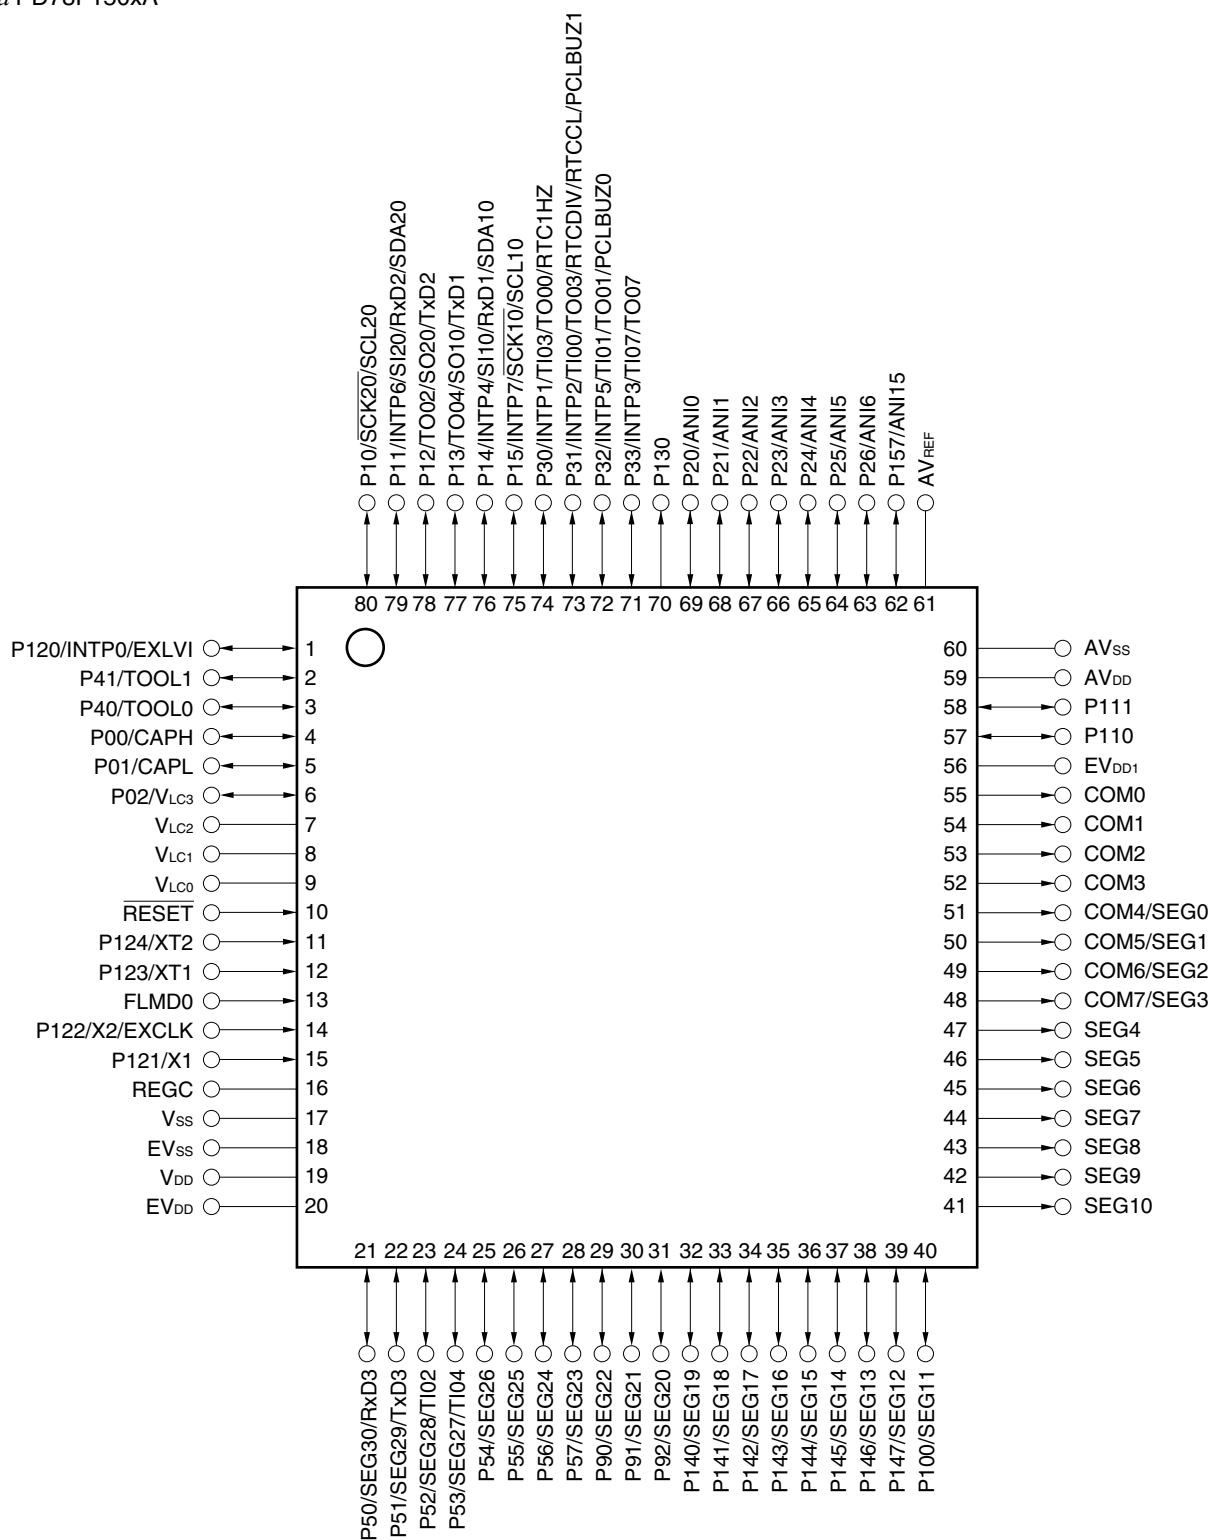 P10/SCK20/SCL20
P11/INTP6/SI20/RxD2/SDA20
P12/TO02/SO20/TxD2
P13/TO04/SO10/TxD1
P14/INTP4/SI10/RxD1/SDA10
P15/INTP7/SCK10/SCL10
P30/INTP1/TI03/TO00/RTC1HZ
P31/INTP2/TI00/TO03/RTCDIV/RTCCL/PCLBUZ1
P32/INTP5/TI01/TO01/PCLBUZ0
P33/INTP3/TI07/TO07
P130
P20/ANI0
P21/ANI1
P22/ANI2
P23/ANI3
P24/ANI4
P25/ANI5
P26/ANI6
P157/ANI15
AVREF
80 79 78 77 76 75 74 73 72 71 70 69 68 67 66 65 64 63 62 61
P120/INTP0/EXLVI 1
P41/TOOL1 2
P40/TOOL0 3
P00/CAPH 4
P01/CAPL 5
P02/VLC3 6
VLC2 7
VLC1 8
VLC0 9
RESET 10
P124/XT2 11
P123/XT1 12
FLMD0 13
P122/X2/EXCLK 14
P121/X1 15
REGC 16
VSS 17
EVSS 18
VDD 19
EVDD 20
60 AVSS
59 AVDD
58 P111
57 P110
56 EVDD1
55 COM0
54 COM1
53 COM2
52 COM3
51 COM4/SEG0
50 COM5/SEG1
49 COM6/SEG2
48 COM7/SEG3
47 SEG4
46 SEG5
45 SEG6
44 SEG7
43 SEG8
42 SEG9
41 SEG10
21 22 23 24 25 26 27 28 29 30 31 32 33 34 35 36 37 38 39 40
P50/SEG30/RxD3
P51/SEG29/TxD3
P52/SEG28/TI02
P53/SEG27/TI04
P54/SEG26
P55/SEG25
P56/SEG24
P57/SEG23
P90/SEG22
P91/SEG21
P92/SEG20
P140/SEG19
P141/SEG18
P142/SEG17
P143/SEG16
P144/SEG15
P145/SEG14
P146/SEG13
P147/SEG12
P100/SEG11